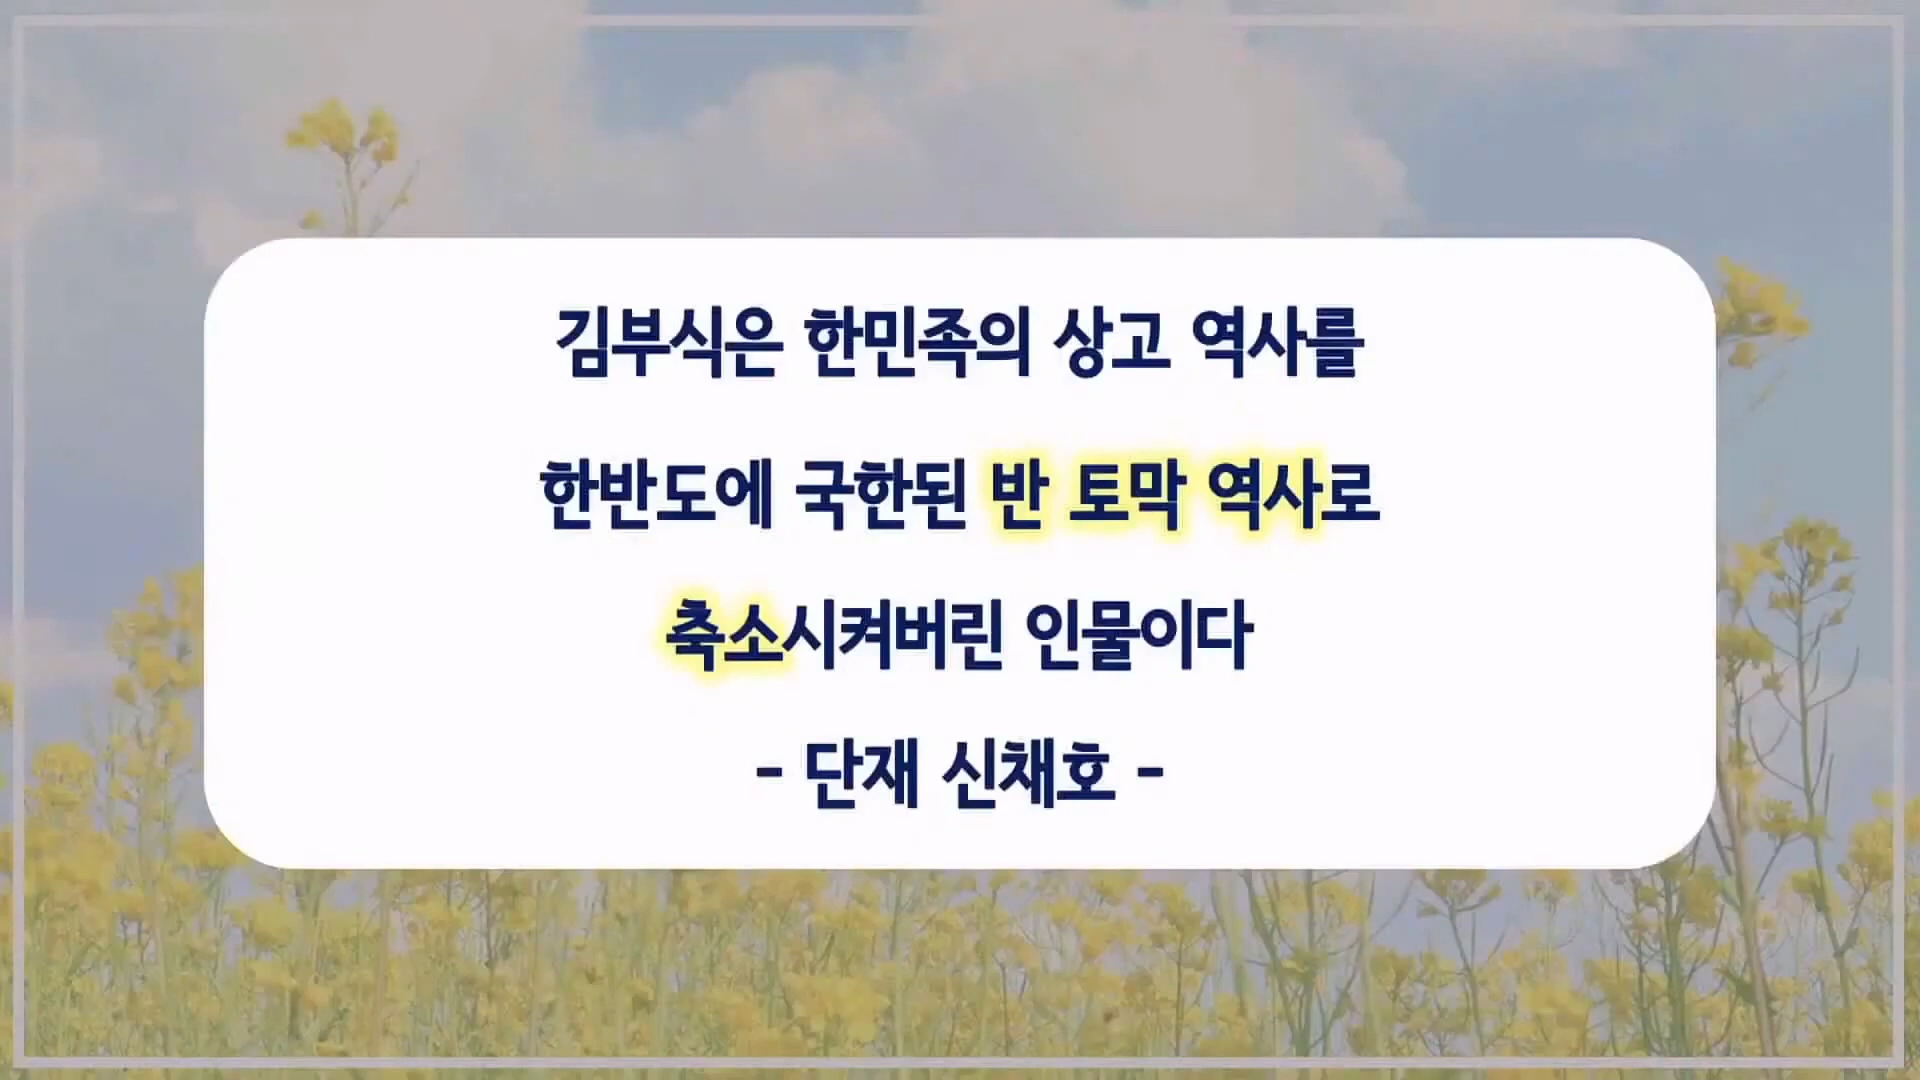 김부식은 한민족의 상고 역사를
한반도에 국한된 반 토막 역사로
축소시켜버린 인물이다
- 단재 신채호 -